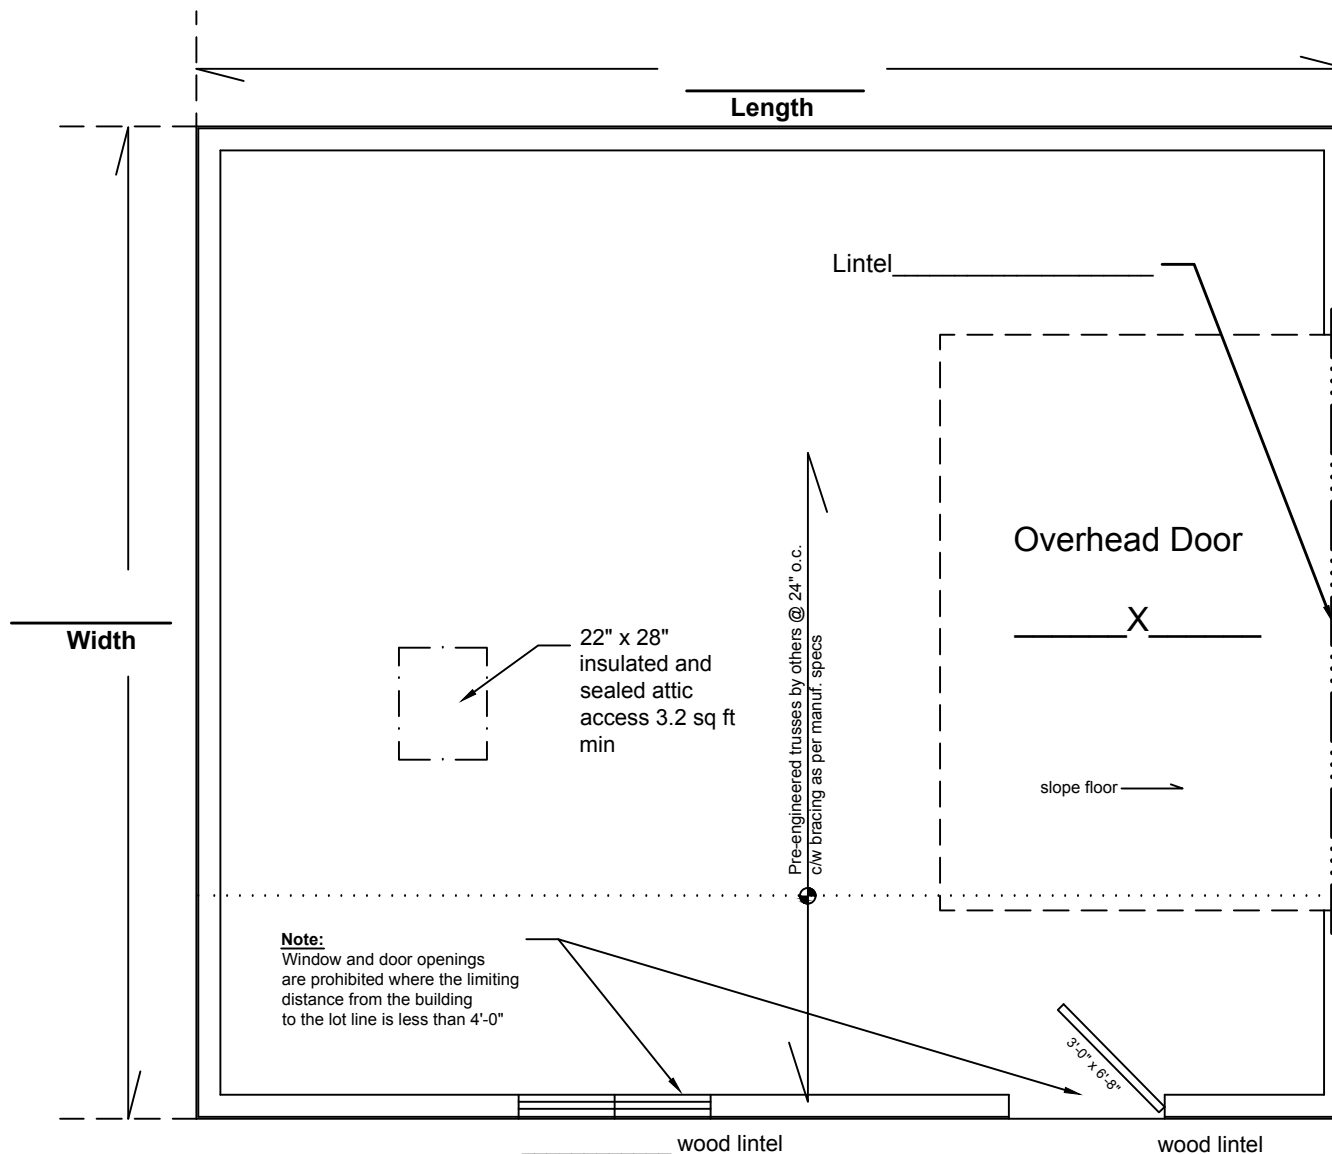 Length
Lintel___________________
Overhead Door
______X______
Width
22" x 28"
insulated and
sealed attic
access 3.2 sq ft
min
Pre-engineered trusses by others @ 24" o.c.
c/w bracing as per manuf. specs
slope floor
Note:
Window and door openings
are prohibited where the limiting
distance from the building
to the lot line is less than 4'-0"
3'-0" x 6'-8"
____________ wood lintel
wood lintel